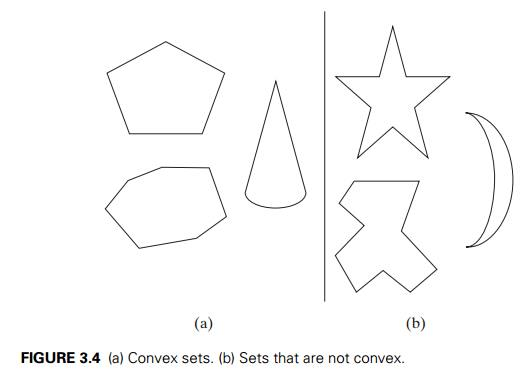 (a)
(b)
FIGURE 3.4 (a) Convex sets. (b) Sets that are not convex.